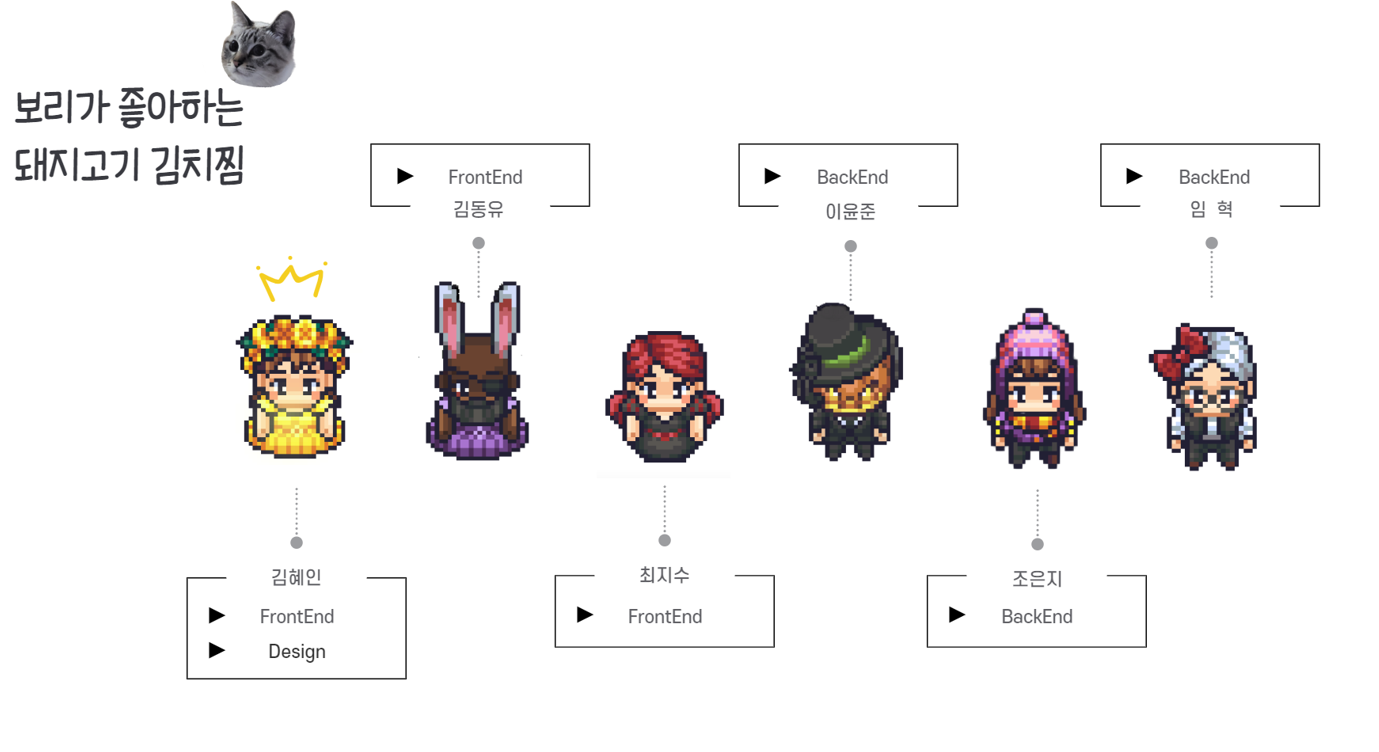 보리가 좋아하는
돼지고기 김치찜
FrontEnd
김동유
BackEnd
이윤준
BackEnd
임 혁
김혜인
FrontEnd
Design
최지수
FrontEnd
조은지
BackEnd